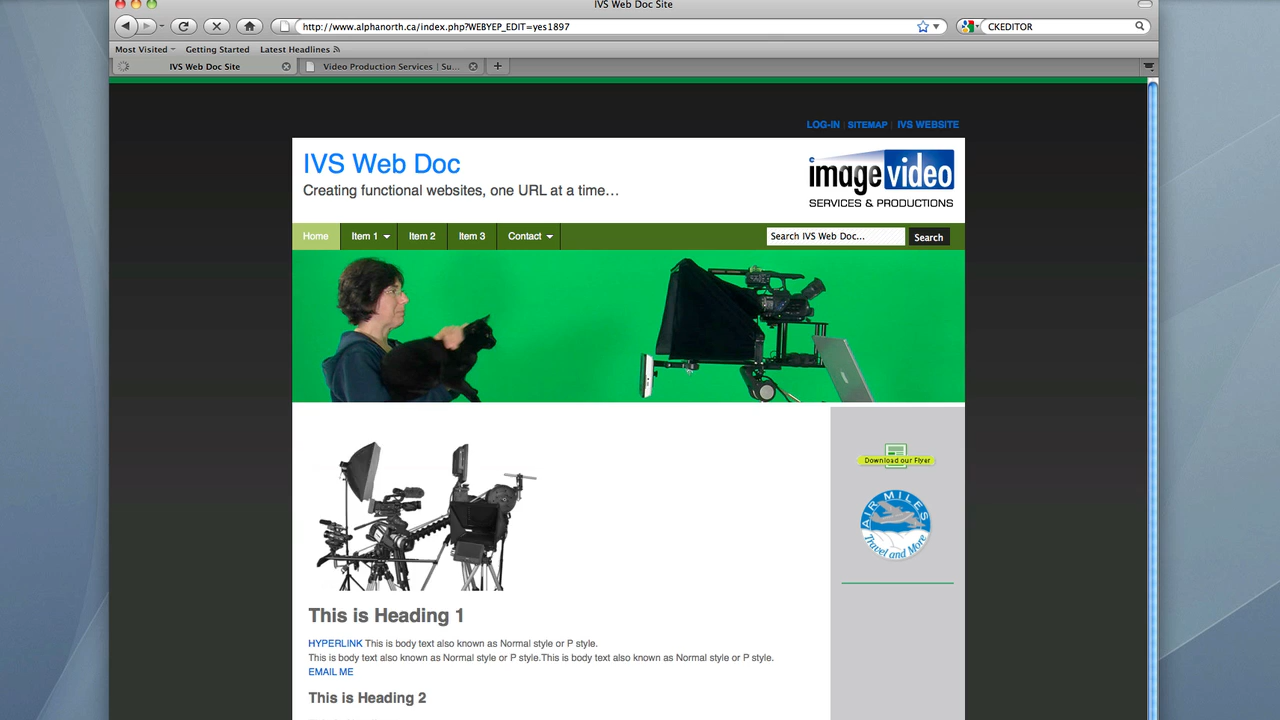 IVS Web Doc Site
http://www.alphanorth.ca/index.php?WEBYEP_EDIT=yes1897
CKEDITOR
Most Visited
Getting Started
Latest Headlines
IVS Web Doc Site
Video Production Services | Su...
LOG-IN | SITEMAP | IVS WEBSITE
IVS Web Doc
Creating functional websites, one URL at a time…
imagevideo
SERVICES & PRODUCTIONS
Home
Item 1
Item 2
Item 3
Contact
Search IVS Web Doc...
Search
Download our Flyer
AIR MILES
Travel and More
This is Heading 1
HYPERLINK This is body text also known as Normal style or P style.
This is body text also known as Normal style or P style.This is body text also known as Normal style or P style.
EMAIL ME
This is Heading 2